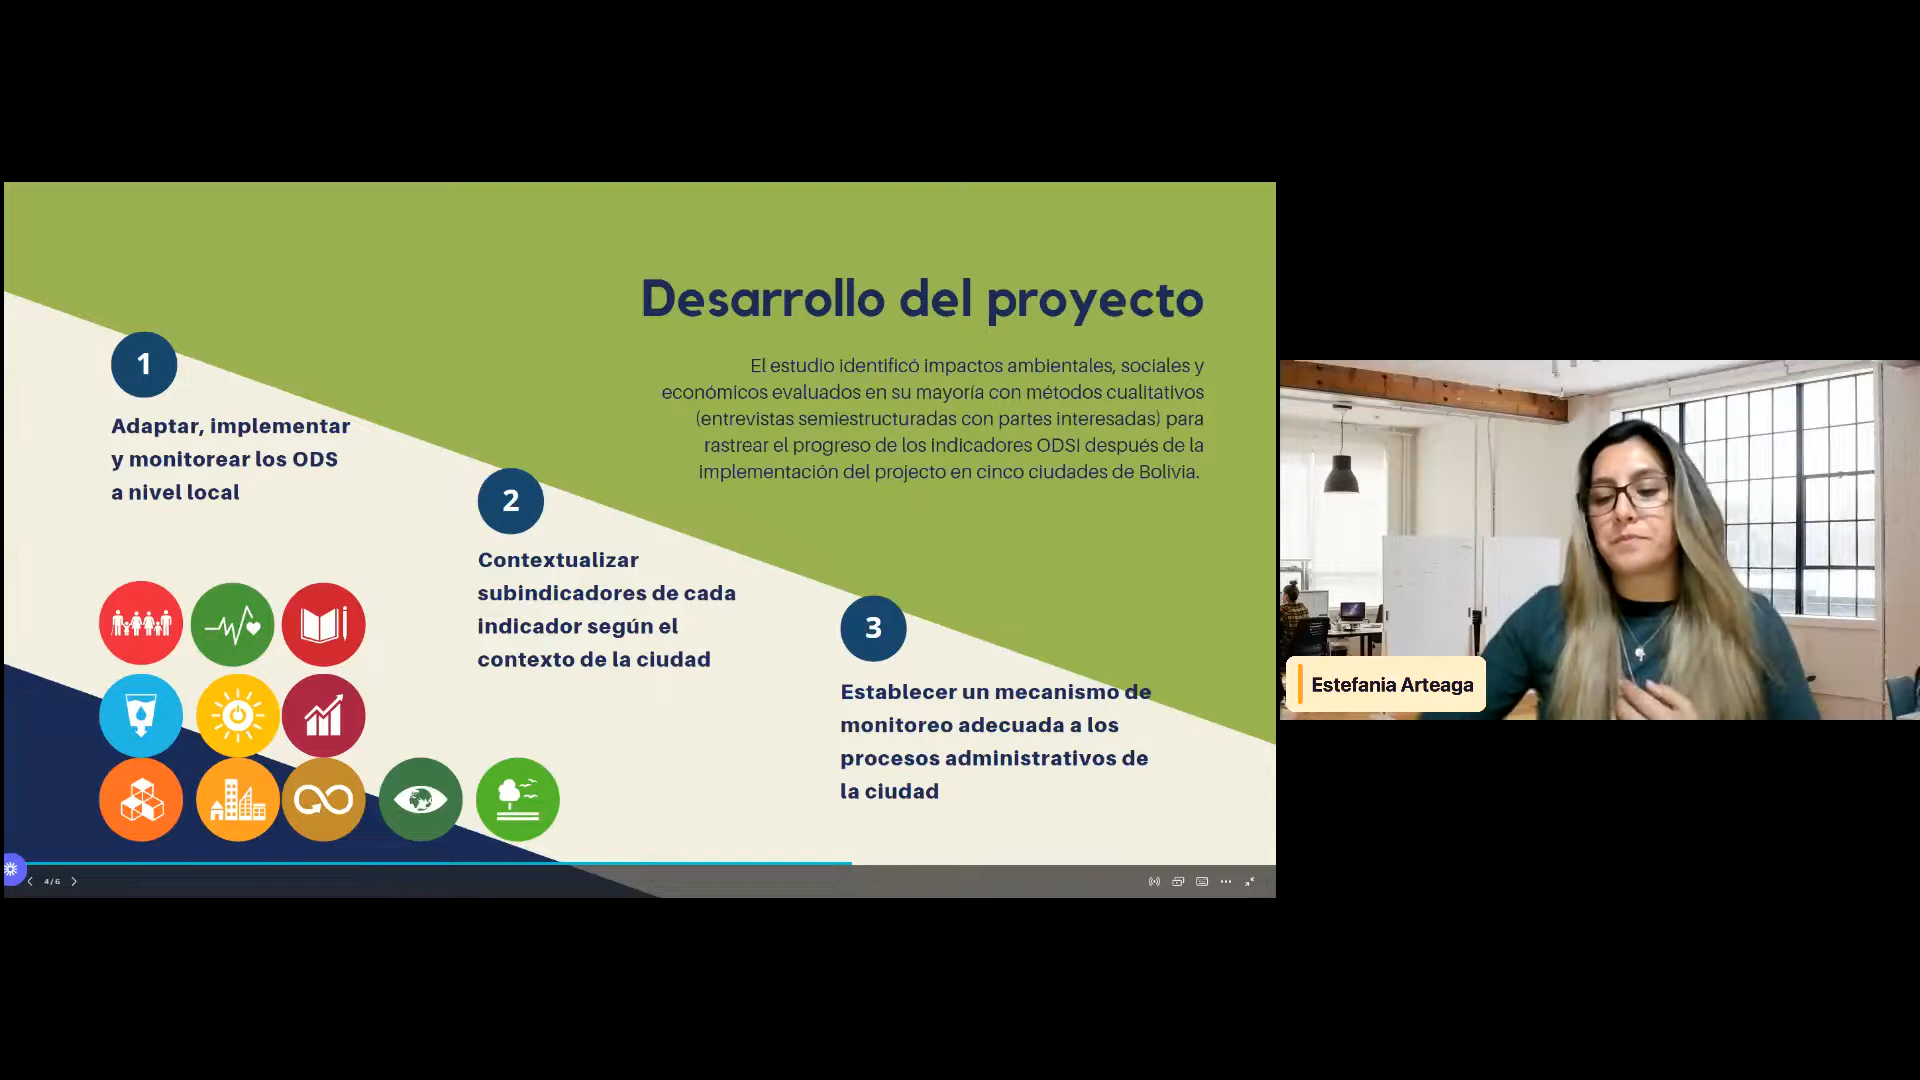 Desarrollo del proyecto
El estudio identificó impactos ambientales, sociales y
económicos evaluados en su mayoría con métodos cualitativos
(entrevistas semiestructuradas con partes interesadas) para
rastrear el progreso de los indicadores ODSI después de la
implementación del projecto en cinco ciudades de Bolivia.
1
Adaptar, implementar
y monitorear los ODS
a nivel local
2
Contextualizar
subindicadores de cada
indicador según el
contexto de la ciudad
3
Establecer un mecanismo de
monitoreo adecuada a los
procesos administrativos de
la ciudad
4/6
Estefania Arteaga